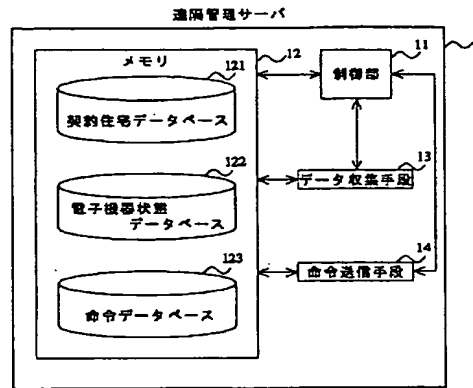 遠隔管理サーバ
メモリ
12
11
制御部
121
契約住宅データベース
122
電子機器状態
データベース
13
データ収集手段
123
命令データベース
14
命令送信手段